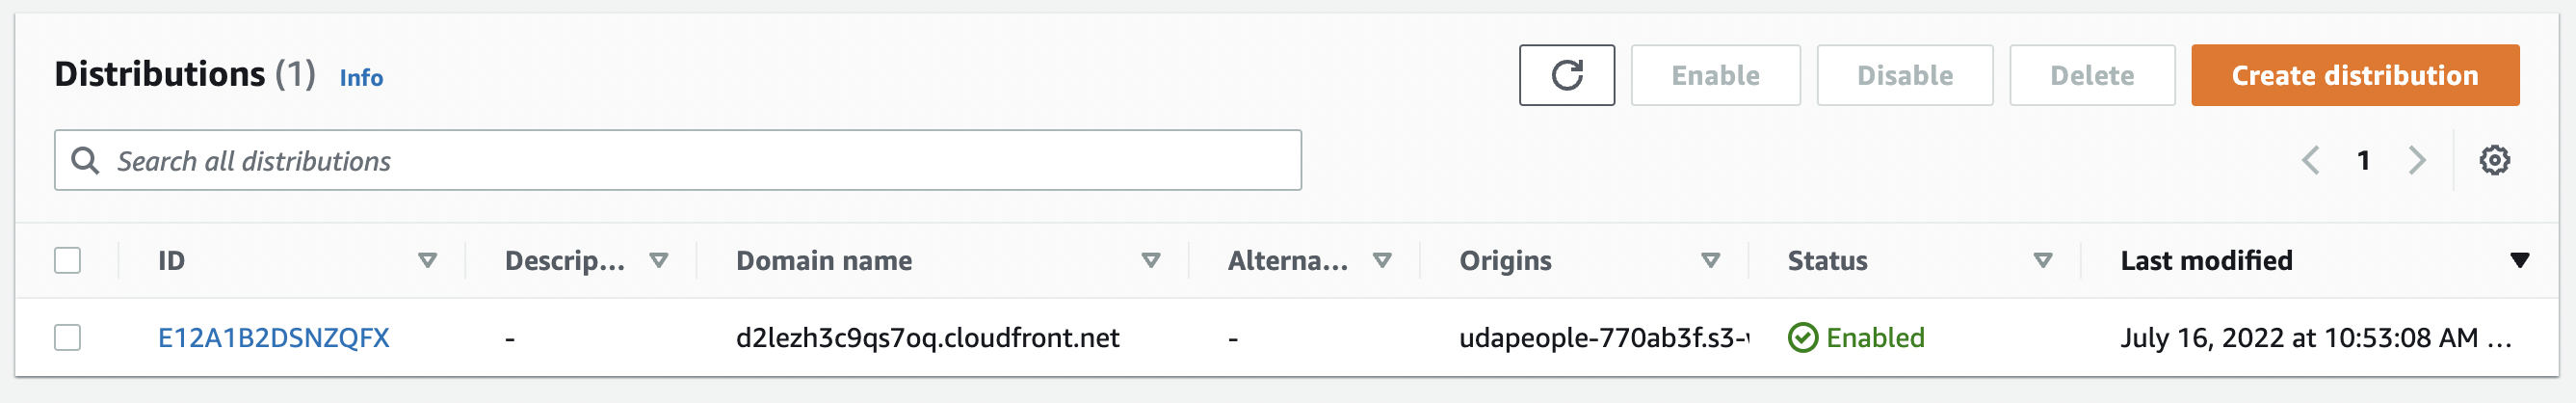 Distributions (1) Info
Enable
Disable
Delete
Create distribution
Search all distributions
1
ID Descrip... Domain name Alterna... Origins Status Last modified
E12A1B2DSNZQFX - d2lezh3c9qs7oq.cloudfront.net - udapeople-770ab3f.s3- Enabled July 16, 2022 at 10:53:08 AM ...